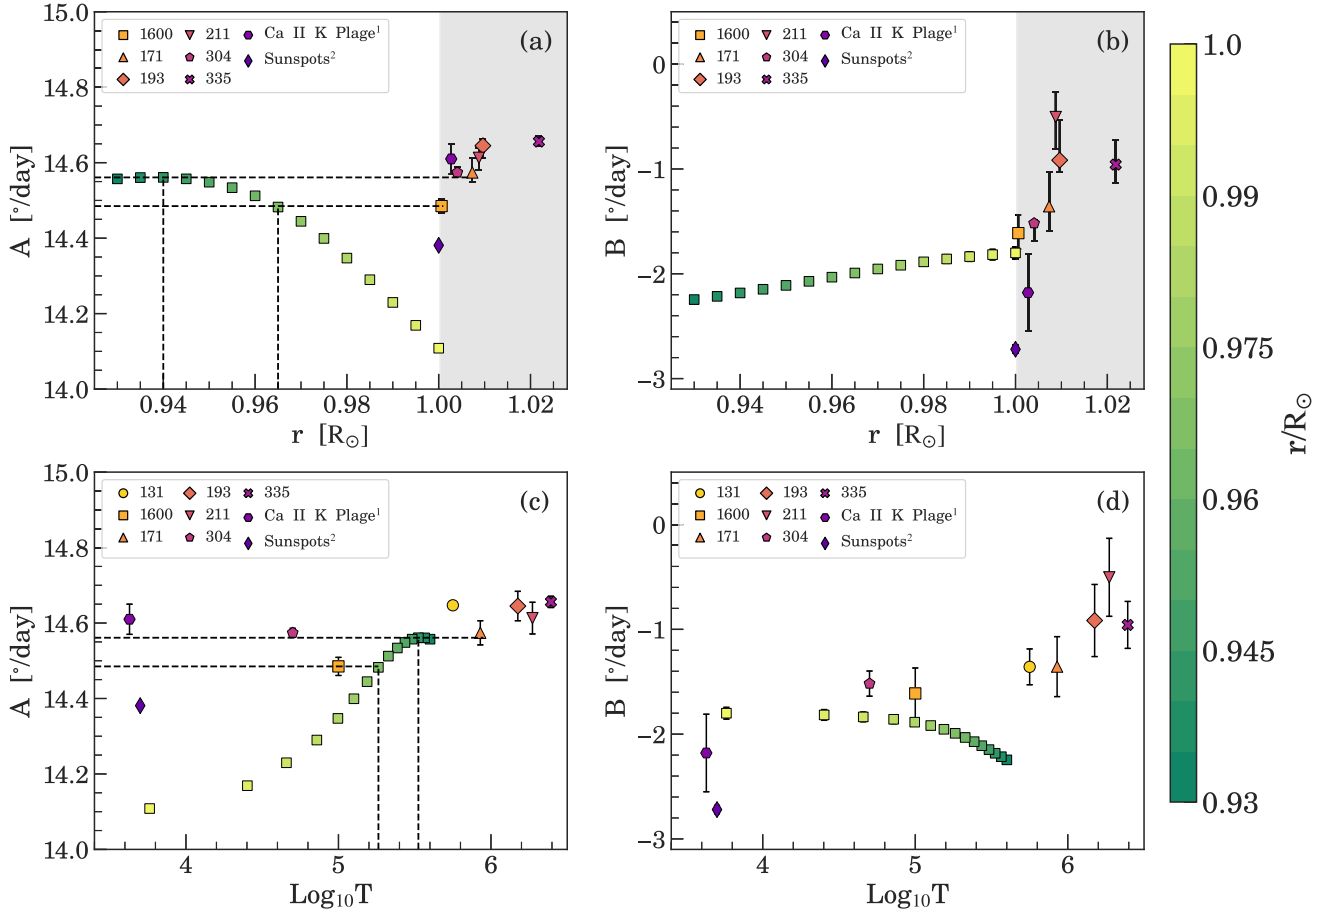 (a)
1600 211 Ca II K Plage¹
171 304 Sunspots²
193 335
A [°/day]
15.0
14.8
14.6
14.4
14.2
14.0
0.94 0.96 0.98 1.00 1.02
r [R⊙]
(b)
1600 211 Ca II K Plage¹
171 304 Sunspots²
193 335
B [°/day]
0
−1
−2
−3
0.94 0.96 0.98 1.00 1.02
r [R⊙]
(c)
131 193 335
1600 211 Ca II K Plage¹
171 304 Sunspots²
A [°/day]
15.0
14.8
14.6
14.4
14.2
14.0
4 5 6
Log₁₀T
(d)
131 193 335
1600 211 Ca II K Plage¹
171 304 Sunspots²
B [°/day]
0
−1
−2
−3
4 5 6
Log₁₀T
1.0
0.99
0.975
0.96
0.945
0.93
r/R⊙